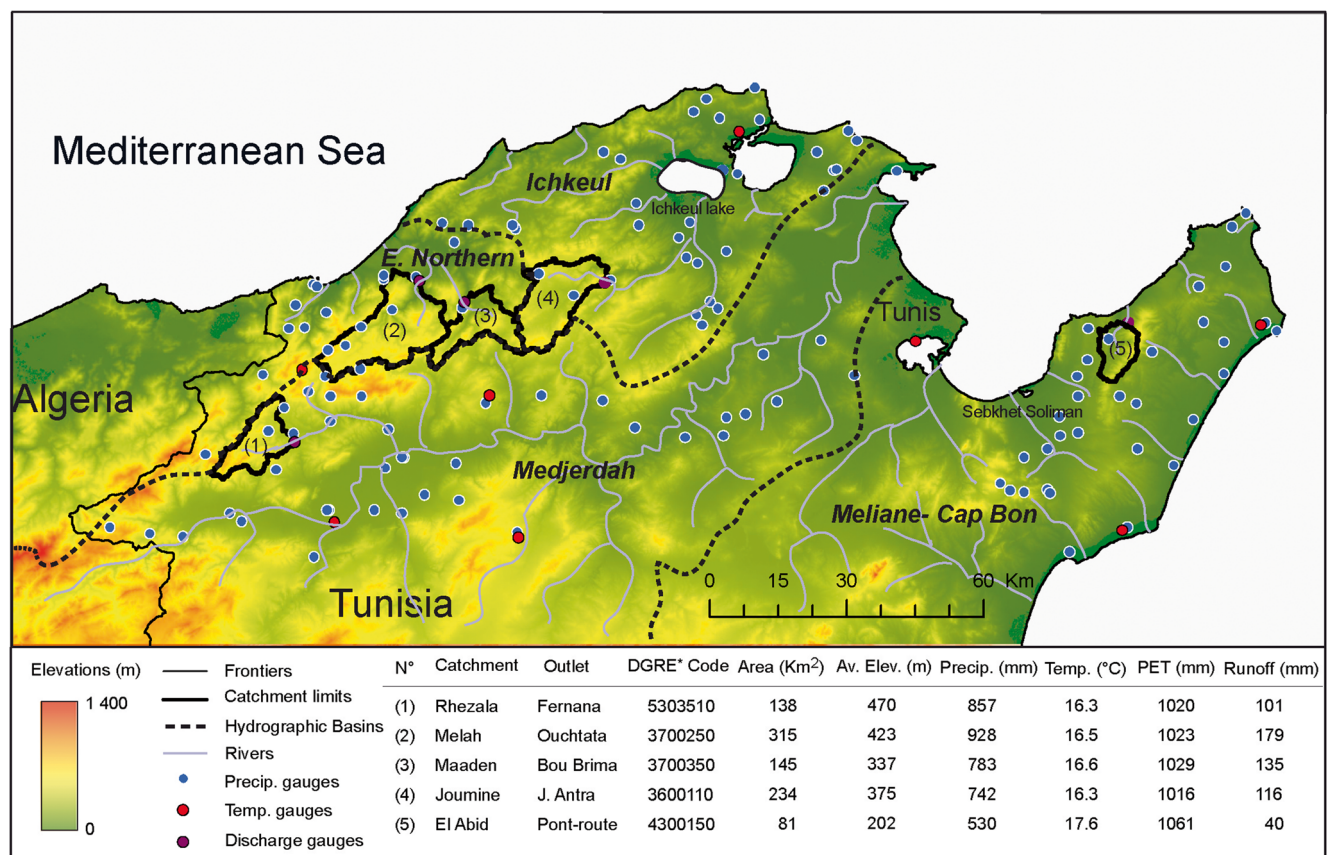 Mediterranean Sea
Ichkeul
Ichkeul lake
E. Northern
(4)
(3)
(2)
Tunis
(5)
Algeria
Sebkhet Soliman
(1)
Medjerdah
Meliane- Cap Bon
0 15 30 60 Km
Tunisia
Elevations (m)
1 400
0
Frontiers
Catchment limits
Hydrographic Basins
Rivers
Precip. gauges
Temp. gauges
Discharge gauges
N° Catchment Outlet DGRE* Code Area (Km²) Av. Elev. (m) Precip. (mm) Temp. (°C) PET (mm) Runoff (mm)
(1) Rhezala Fernana 5303510 138 470 857 16.3 1020 101
(2) Melah Ouchtata 3700250 315 423 928 16.5 1023 179
(3) Maaden Bou Brima 3700350 145 337 783 16.6 1029 135
(4) Joumine J. Antra 3600110 234 375 742 16.3 1016 116
(5) El Abid Pont-route 4300150 81 202 530 17.6 1061 40